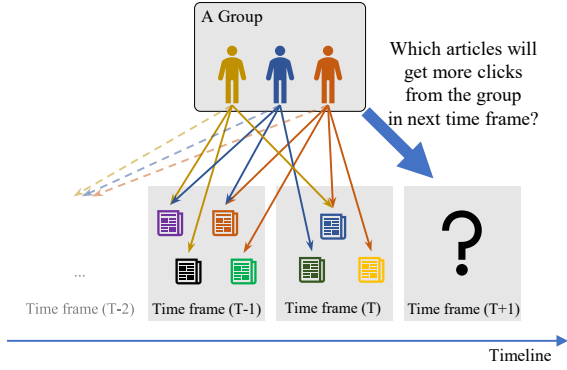 A Group
Which articles will
get more clicks
from the group
in next time frame?
...
?
Time frame (T-2)
Time frame (T-1)
Time frame (T)
Time frame (T+1)
Timeline